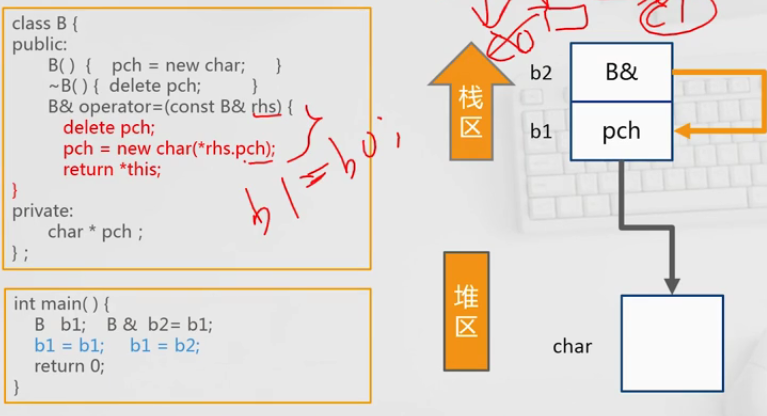 class B {
public:
B( )  {    pch = new char;      }
~B( ) {  delete pch;          }
B& operator=(const B& rhs) {
delete pch;
pch = new char(*rhs.pch);
return *this;
}
private:
char * pch ;
} ;
b1=b0;
int main( ) {
B   b1;    B &  b2= b1;
b1 = b1;     b1 = b2;
return 0;
}
栈区
b2
B&
b1
pch
堆区
char